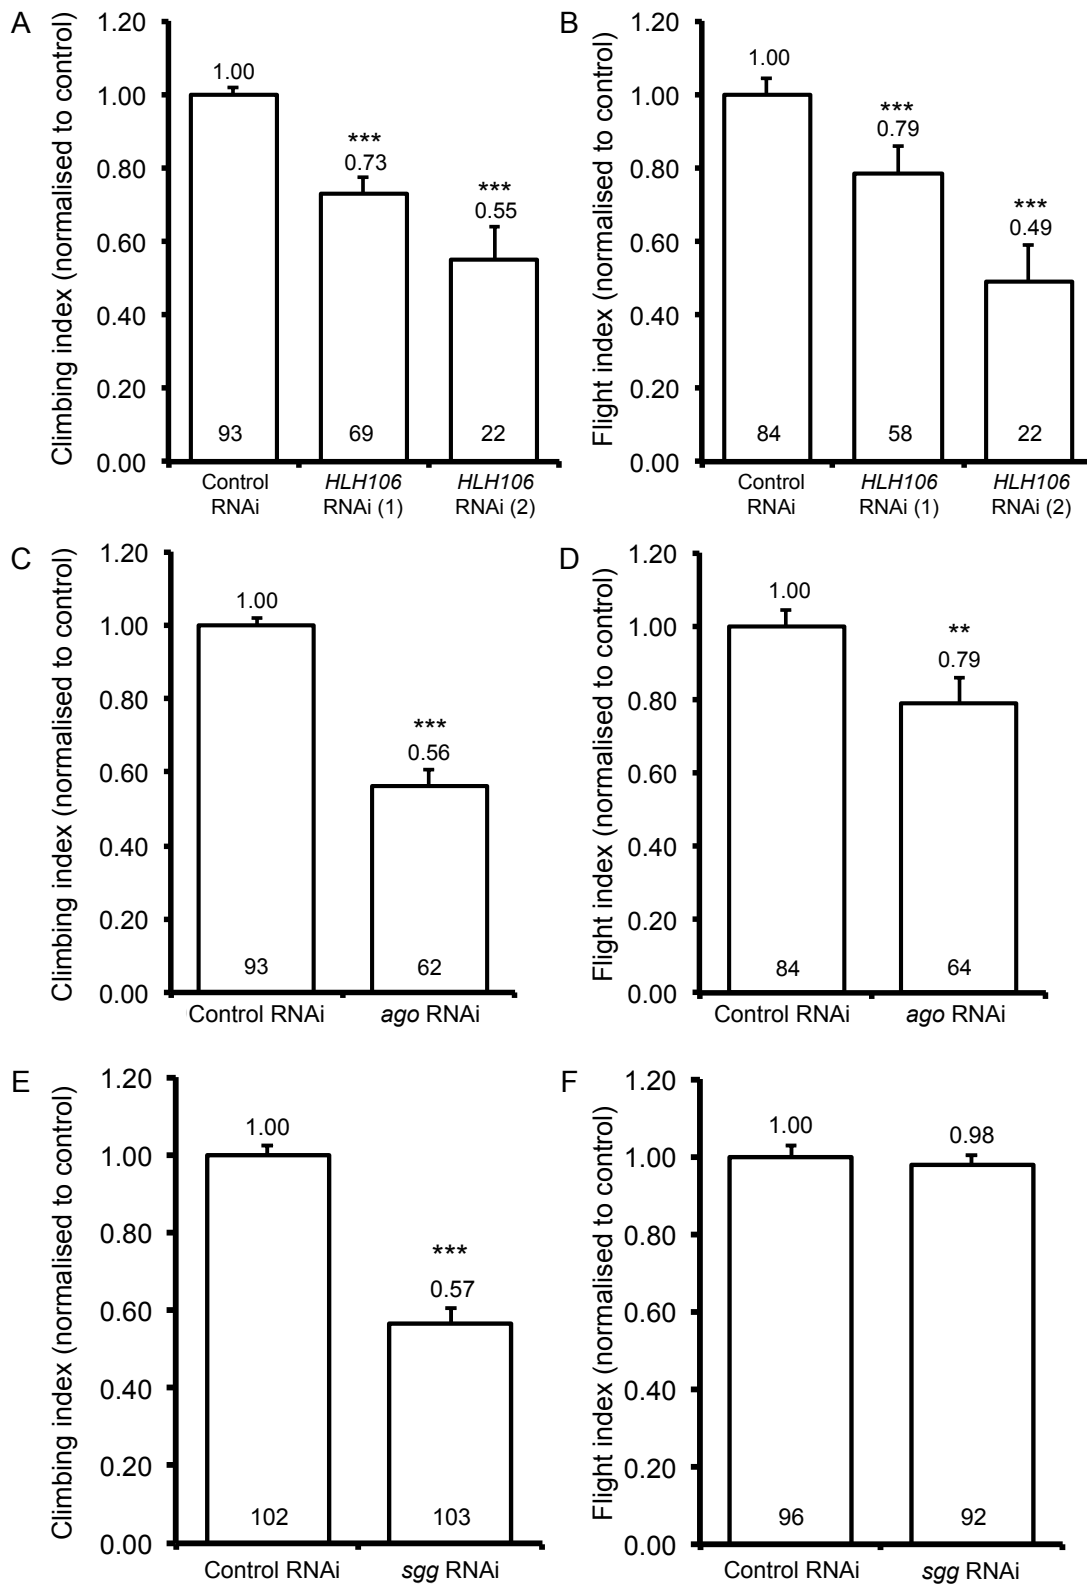 A
Climbing index (normalised to control)
1.20
1.00
0.80
0.60
0.40
0.20
0.00
1.00
***
0.73
***
0.55
93
69
22
Control
RNAi
HLH106
RNAi (1)
HLH106
RNAi (2)
B
Flight index (normalised to control)
1.20
1.00
0.80
0.60
0.40
0.20
0.00
1.00
***
0.79
***
0.49
84
58
22
Control
RNAi
HLH106
RNAi (1)
HLH106
RNAi (2)
C
Climbing index (normalised to control)
1.20
1.00
0.80
0.60
0.40
0.20
0.00
1.00
***
0.56
93
62
Control RNAi
ago RNAi
D
Flight index (normalised to control)
1.20
1.00
0.80
0.60
0.40
0.20
0.00
1.00
**
0.79
84
64
Control RNAi
ago RNAi
E
Climbing index (normalised to control)
1.20
1.00
0.80
0.60
0.40
0.20
0.00
1.00
***
0.57
102
103
Control RNAi
sgg RNAi
F
Flight index (normalised to control)
1.20
1.00
0.80
0.60
0.40
0.20
0.00
1.00
0.98
96
92
Control RNAi
sgg RNAi